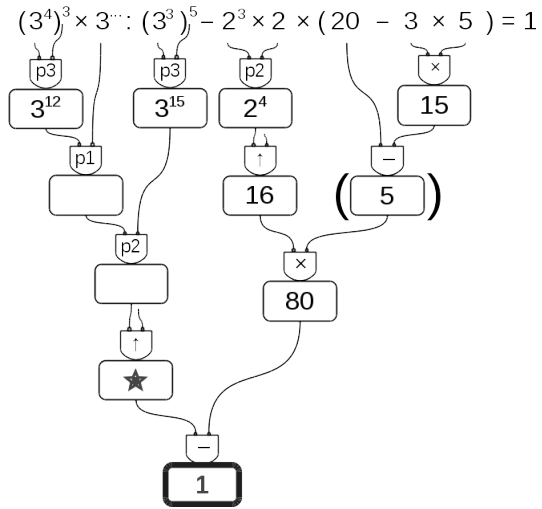 (3⁴)³ × 3··· : (3³)⁵ − 2³ × 2 × (20 − 3 × 5) = 1
p3 p3 p2 ×
3¹² 3¹⁵ 2⁴ 15
p1 ↑ −
16 (5)
p2 ×
80
↑
★
−
1